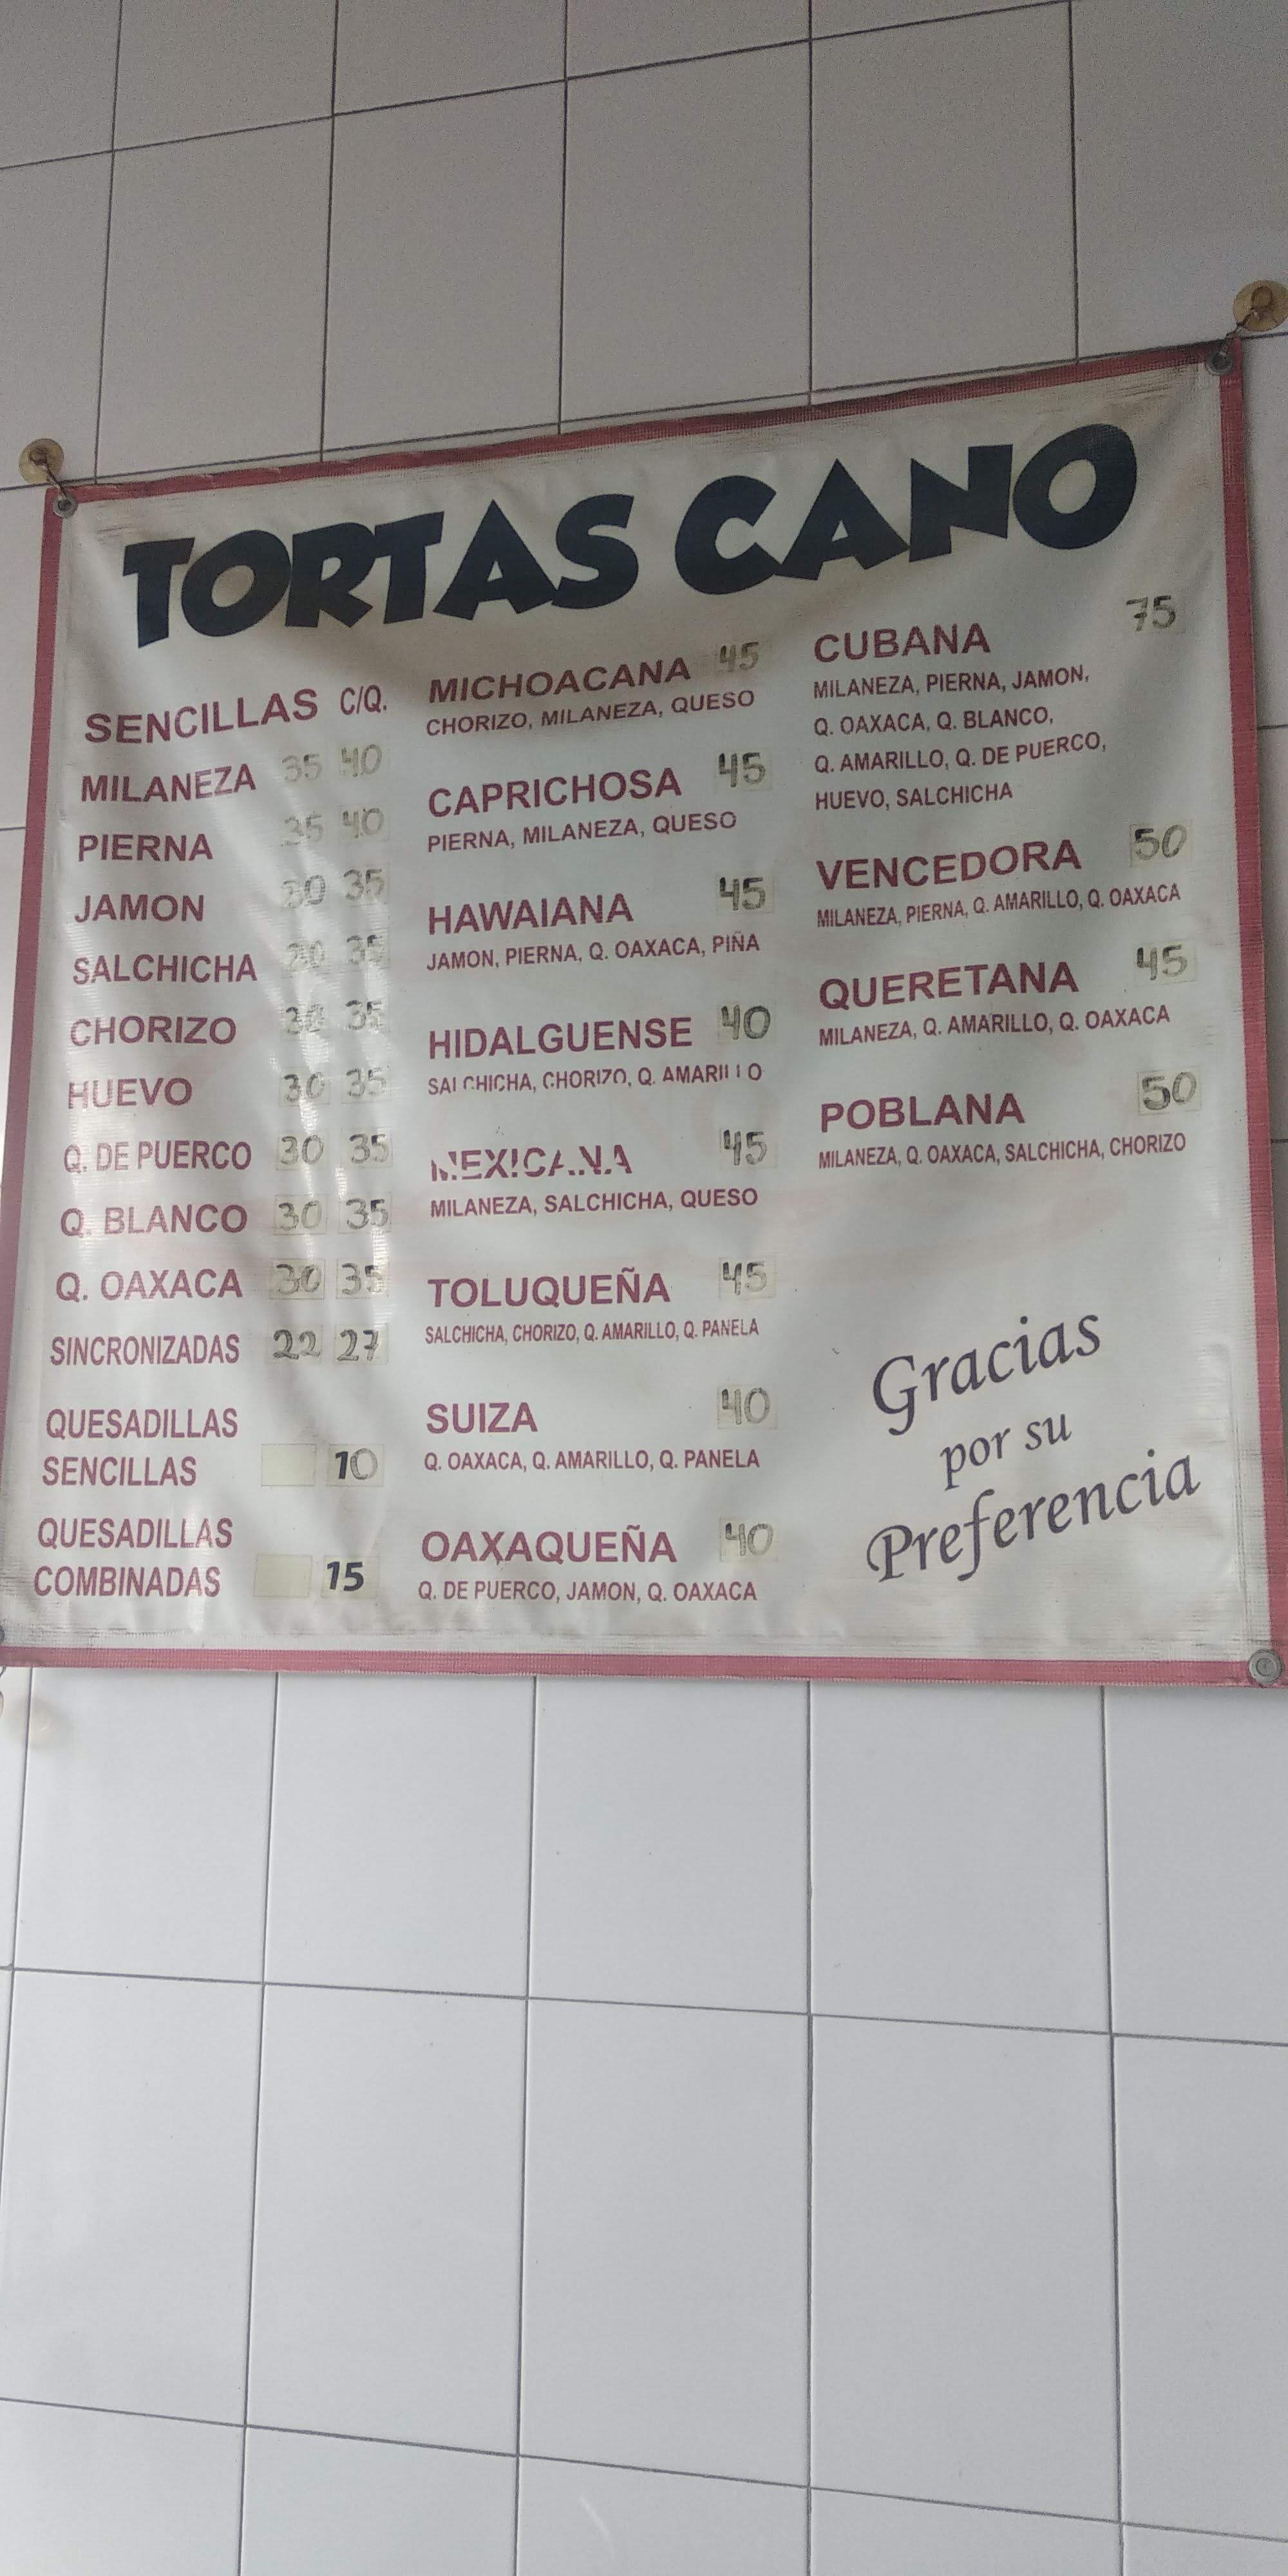 TORTAS CANO
SENCILLAS C/Q.
MILANEZA 35 40
PIERNA 35 40
JAMON 30 35
SALCHICHA 30 35
CHORIZO 30 35
HUEVO 30 35
Q. DE PUERCO 30 35
Q. BLANCO 30 35
Q. OAXACA 30 35
SINCRONIZADAS 22 27
QUESADILLAS
SENCILLAS 10
QUESADILLAS
COMBINADAS 15
MICHOACANA 45
CHORIZO, MILANEZA, QUESO
CAPRICHOSA 45
PIERNA, MILANEZA, QUESO
HAWAIANA 45
JAMON, PIERNA, Q. OAXACA, PIÑA
HIDALGUENSE 40
SALCHICHA, CHORIZO, Q. AMARILLO
MEXICANA 45
MILANEZA, SALCHICHA, QUESO
TOLUQUEÑA 45
SALCHICHA, CHORIZO, Q. AMARILLO, Q. PANELA
SUIZA 40
Q. OAXACA, Q. AMARILLO, Q. PANELA
OAXAQUEÑA 40
Q. DE PUERCO, JAMON, Q. OAXACA
CUBANA 75
MILANEZA, PIERNA, JAMON,
Q. OAXACA, Q. BLANCO,
Q. AMARILLO, Q. DE PUERCO,
HUEVO, SALCHICHA
VENCEDORA 50
MILANEZA, PIERNA, Q. AMARILLO, Q. OAXACA
QUERETANA 45
MILANEZA, Q. AMARILLO, Q. OAXACA
POBLANA 50
MILANEZA, Q. OAXACA, SALCHICHA, CHORIZO
Gracias
por su
Preferencia